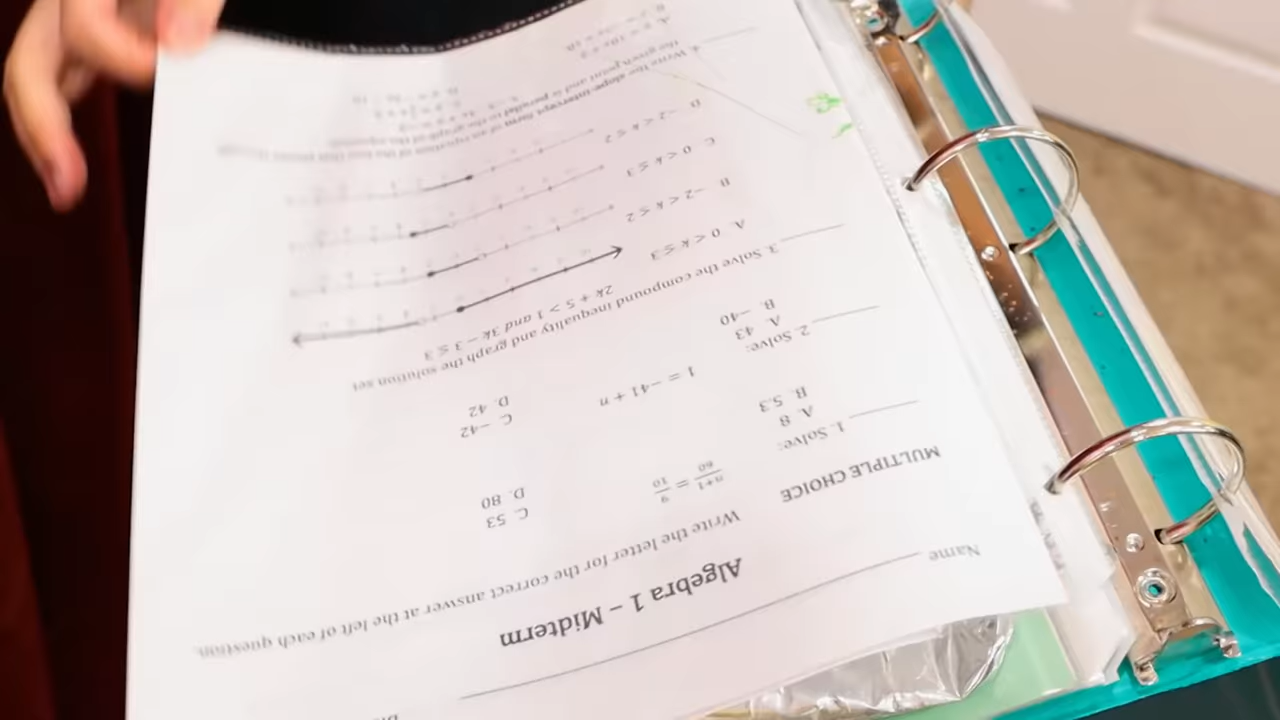 Name
Algebra 1 – Midterm
MULTIPLE CHOICE Write the letter for the correct answer at the left of each question.
1. Solve: n+1/60 = 9/10
A. 8 C. 53
B. 5.3 D. 80
2. Solve: 1 = −41 + n
A. 43 C. −42
B. −40 D. 42
3. Solve the compound inequality and graph the solution set
2k + 5 > 1 and 3k − 3 ≤ 3
A. 0 < k ≤ 3
B. −2 < k ≤ 2
C. 0 < k ≤ 3
D. −2 < k ≤ 2
4. Write the slope-intercept form of an equation of the line that
the given point and is parallel to the graph of the equation